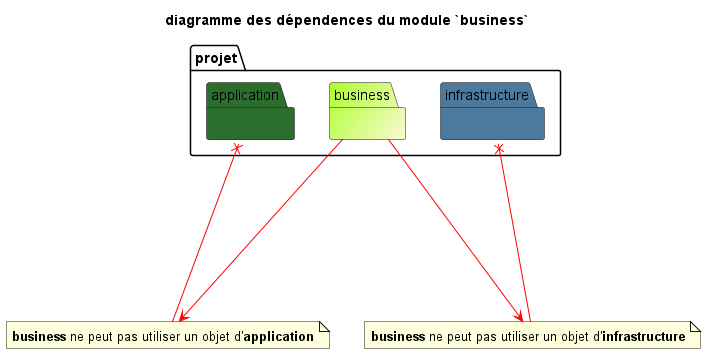 diagramme des dépendences du module `business`
projet
application
business
infrastructure
business ne peut pas utiliser un objet d'application
business ne peut pas utiliser un objet d'infrastructure